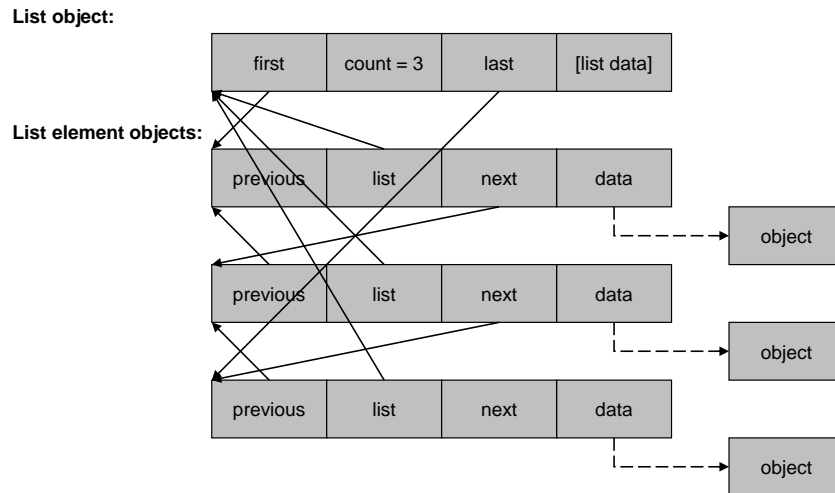 List object:
first count = 3 last [list data]
List element objects:
previous list next data
object
previous list next data
object
previous list next data
object